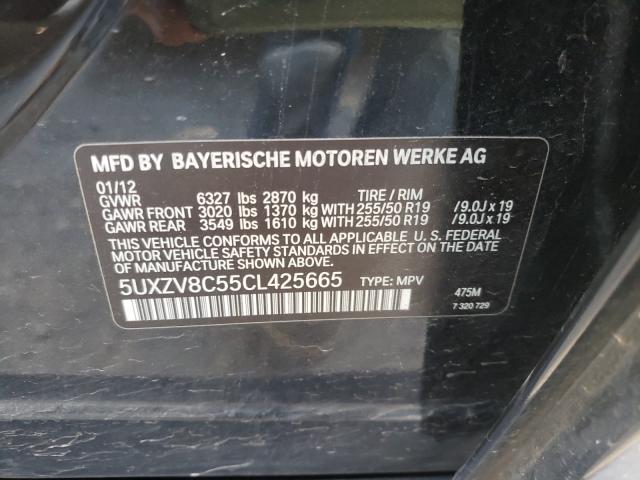 MFD BY BAYERISCHE MOTOREN WERKE AG
01/12
GVWR 6327 lbs 2870 kg TIRE / RIM
GAWR FRONT 3020 lbs 1370 kg WITH 255/50 R19 /9.0J x 19
GAWR REAR 3549 lbs 1610 kg WITH 255/50 R19 /9.0J x 19
THIS VEHICLE CONFORMS TO ALL APPLICABLE U. S. FEDERAL
MOTOR VEHICLE SAFETY STANDARDS IN EFFECT ON THE DATE
OF MANUFACTURE SHOWN ABOVE.
5UXZV8C55CL425665 TYPE: MPV 475M
7 320 729